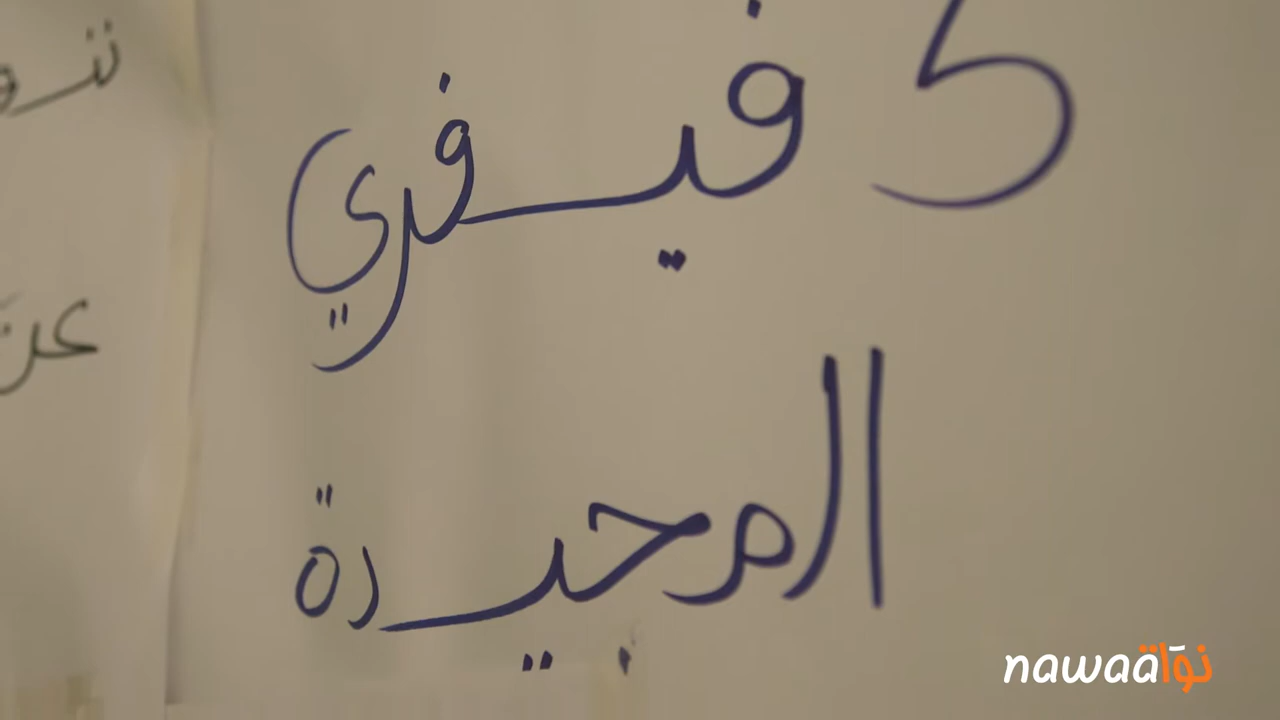 5 فيفري
المجيدة
nawaa نواة